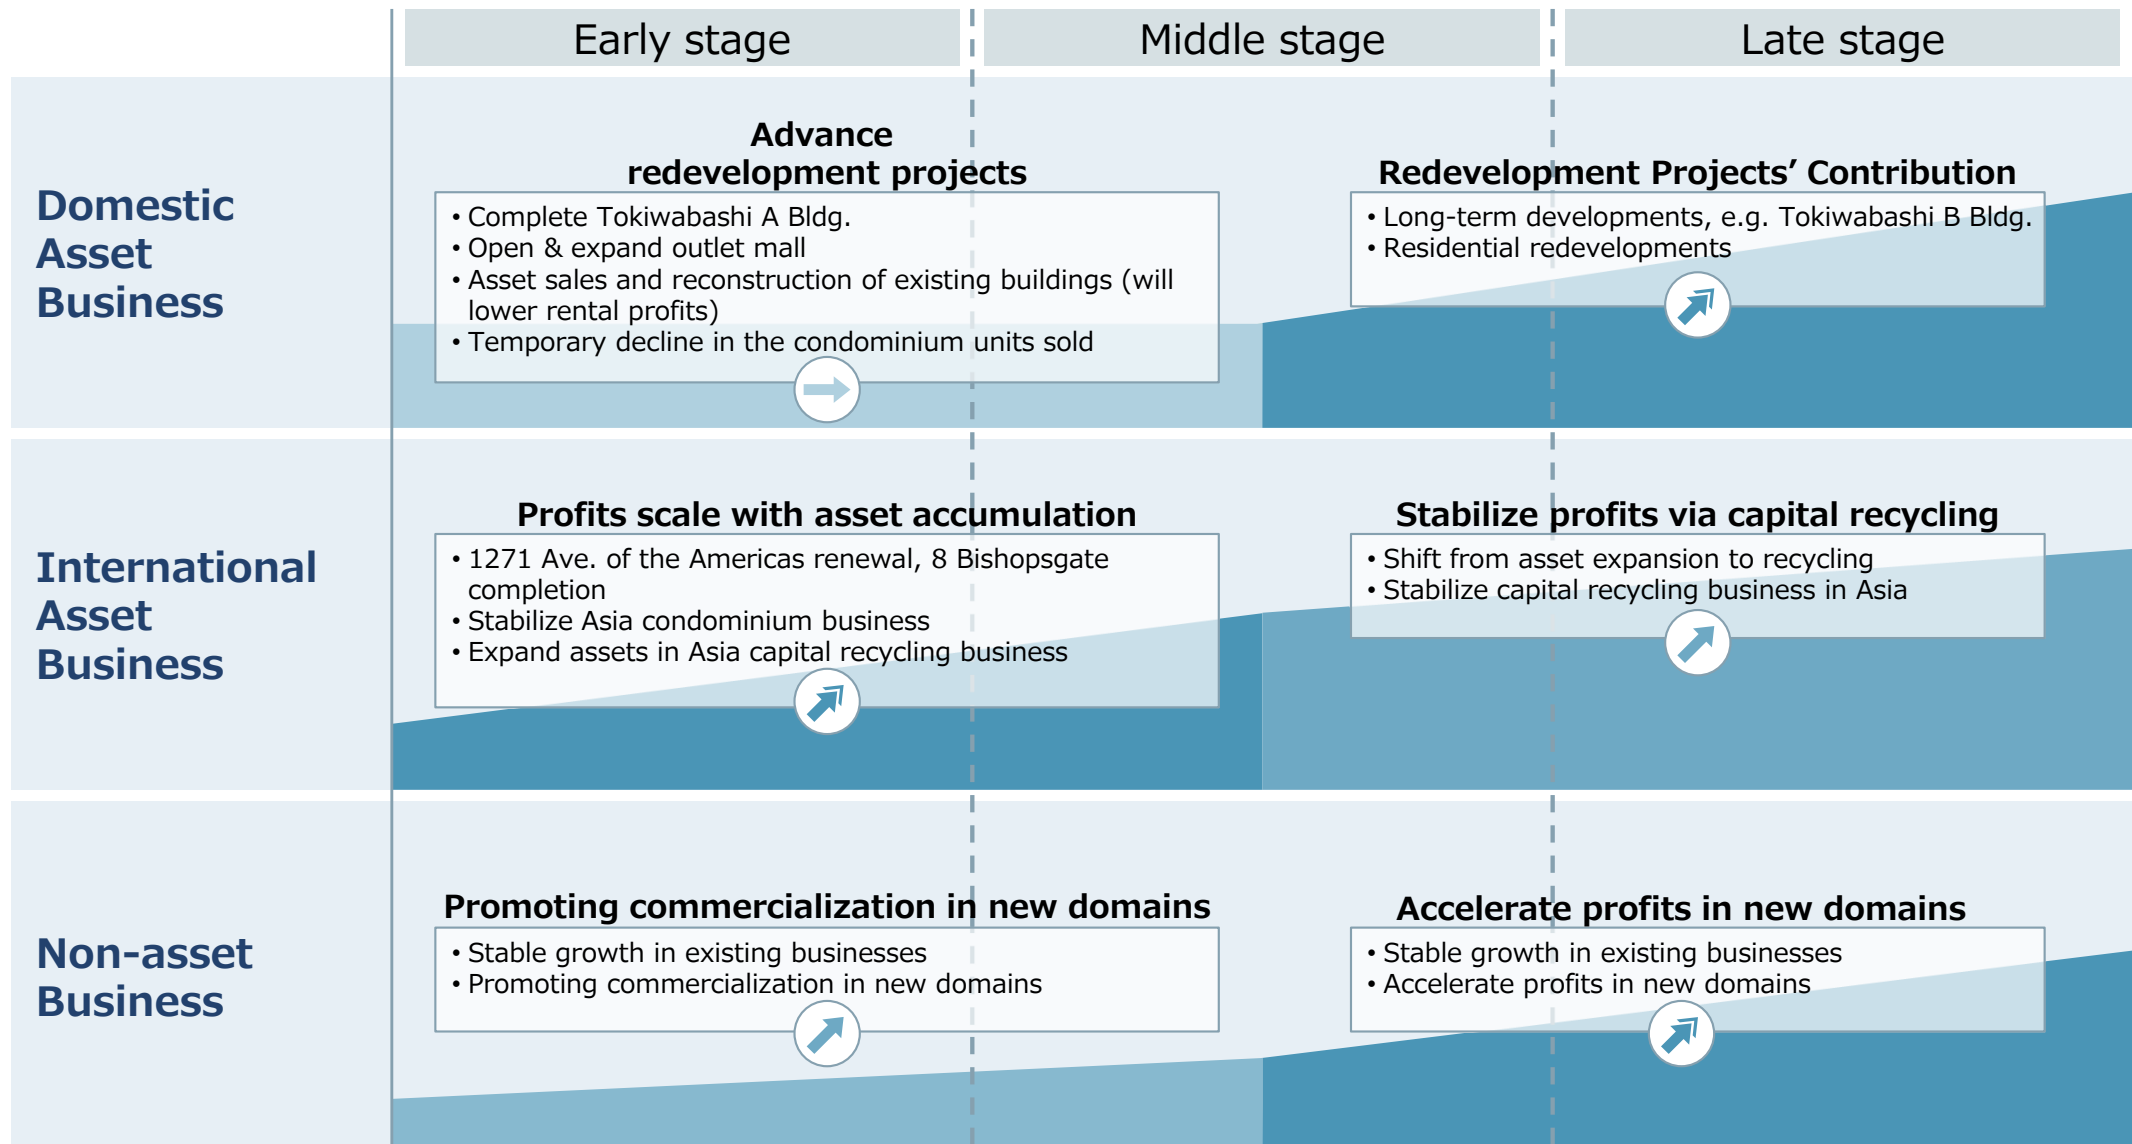 Early stage
Middle stage
Late stage
Domestic
Asset
Business
Advance
redevelopment projects
• Complete Tokiwabashi A Bldg.
• Open & expand outlet mall
• Asset sales and reconstruction of existing buildings (will
lower rental profits)
• Temporary decline in the condominium units sold
Redevelopment Projects’ Contribution
• Long-term developments, e.g. Tokiwabashi B Bldg.
• Residential redevelopments
International
Asset
Business
Profits scale with asset accumulation
• 1271 Ave. of the Americas renewal, 8 Bishopsgate
completion
• Stabilize Asia condominium business
• Expand assets in Asia capital recycling business
Stabilize profits via capital recycling
• Shift from asset expansion to recycling
• Stabilize capital recycling business in Asia
Non-asset
Business
Promoting commercialization in new domains
• Stable growth in existing businesses
• Promoting commercialization in new domains
Accelerate profits in new domains
• Stable growth in existing businesses
• Accelerate profits in new domains